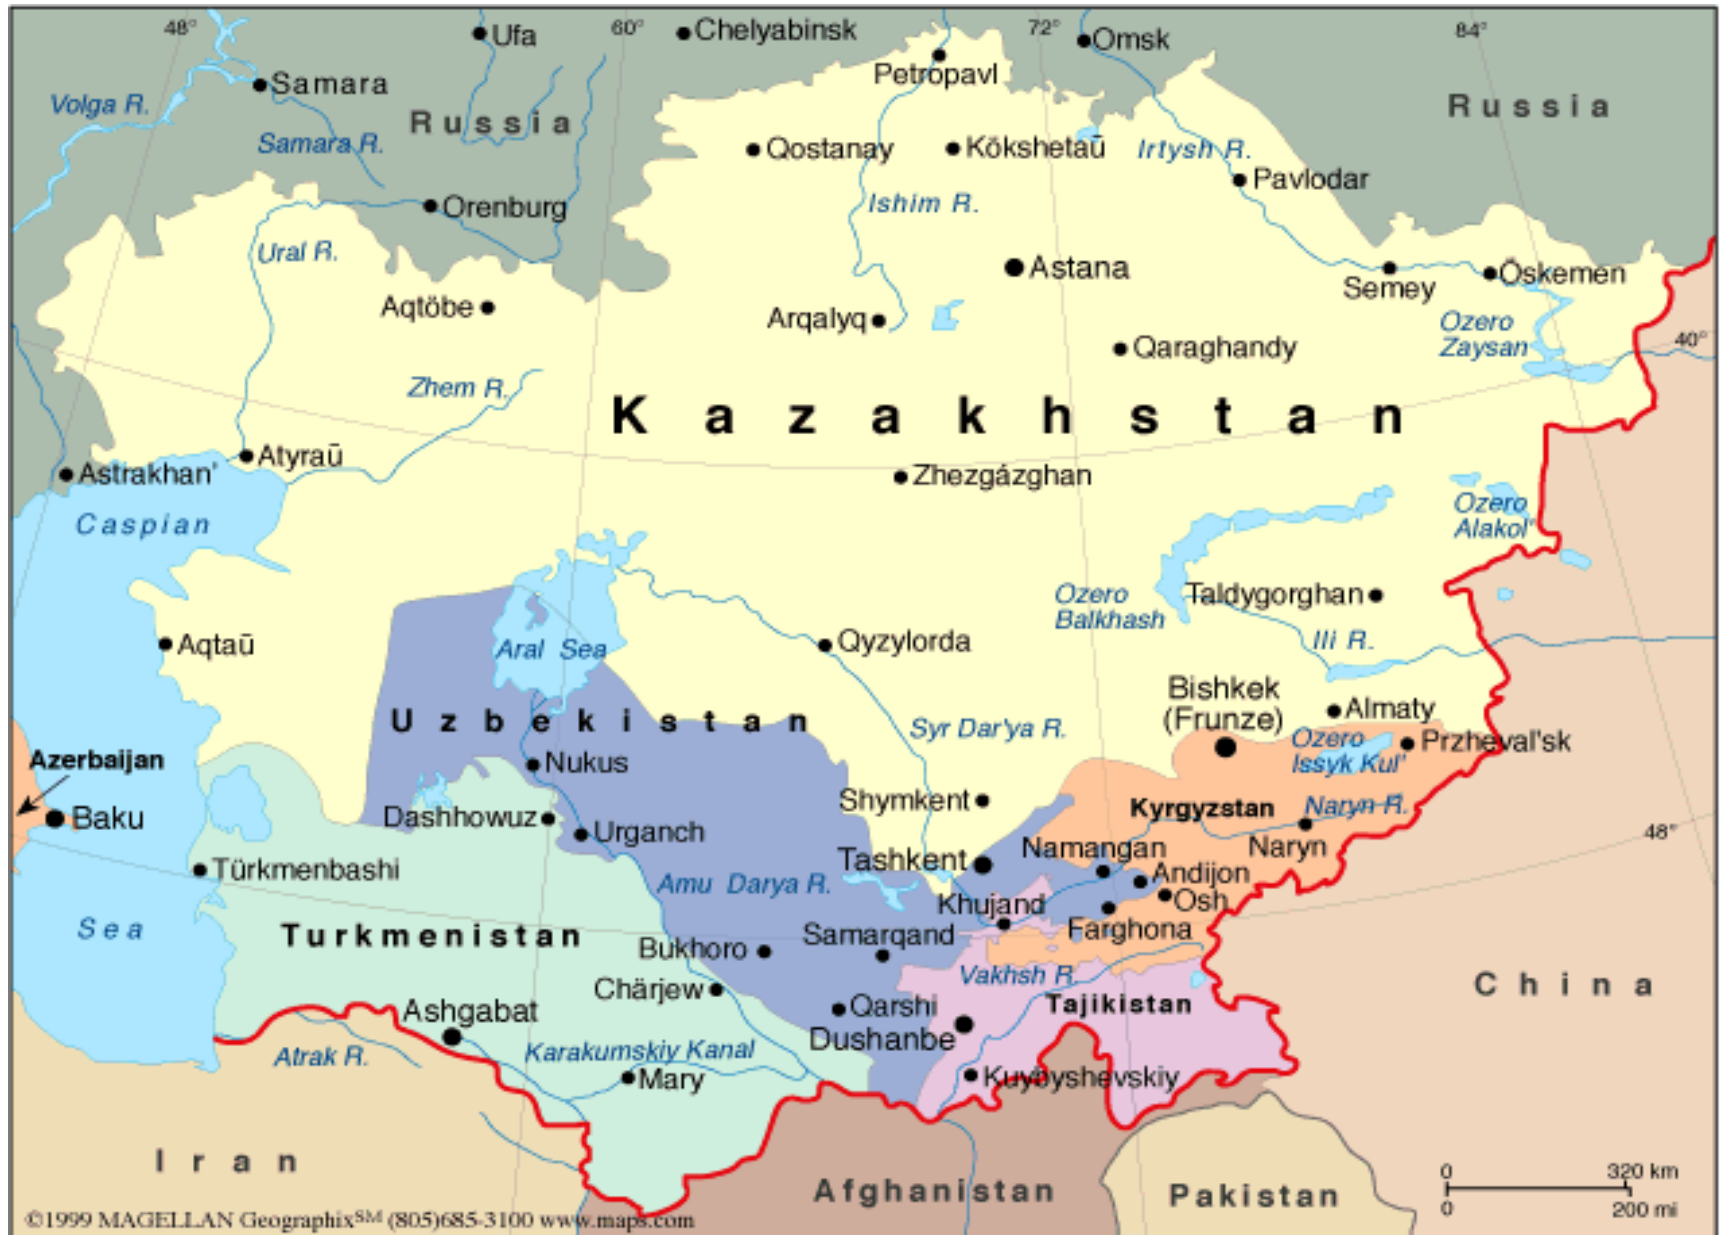 48°
60°
72°
84°
Ufa
Chelyabinsk
Omsk
Petropavl
Samara
Volga R.
Russia
Russia
Samara R.
Qostanay
Kökshetaū
Irtysh R.
Pavlodar
Orenburg
Ishim R.
Ural R.
Astana
Semey
Öskemen
Aqtöbe
Arqalyq
Ozero
Zaysan
40°
Qaraghandy
Zhem R.
Kazakhstan
Atyraū
Astrakhan'
Zhezgázghan
Caspian
Ozero
Alakol'
Ozero
Balkhash
Taldygorghan
Aqtaū
Aral Sea
Qyzylorda
Ili R.
Bishkek
(Frunze)
Almaty
Uzbekistan
Syr Dar'ya R.
Ozero
Issyk Kul'
Przheval'sk
Azerbaijan
Nukus
Baku
Dashhowuz
Urganch
Shymkent
Kyrgyzstan
Naryn R.
48°
Naryn
Namangan
Tashkent
Türkmenbashi
Andijon
Amu Darya R.
Osh
Khujand
Farghona
Sea
Turkmenistan
Bukhoro
Samarqand
Vakhsh R.
China
Chärjew
Qarshi
Tajikistan
Ashgabat
Dushanbe
Atrak R.
Karakumskiy Kanal
Mary
Kuybyshevskiy
Iran
Afghanistan
Pakistan
0 320 km
0 200 mi
©1999 MAGELLAN Geographix℠ (805)685-3100 www.maps.com